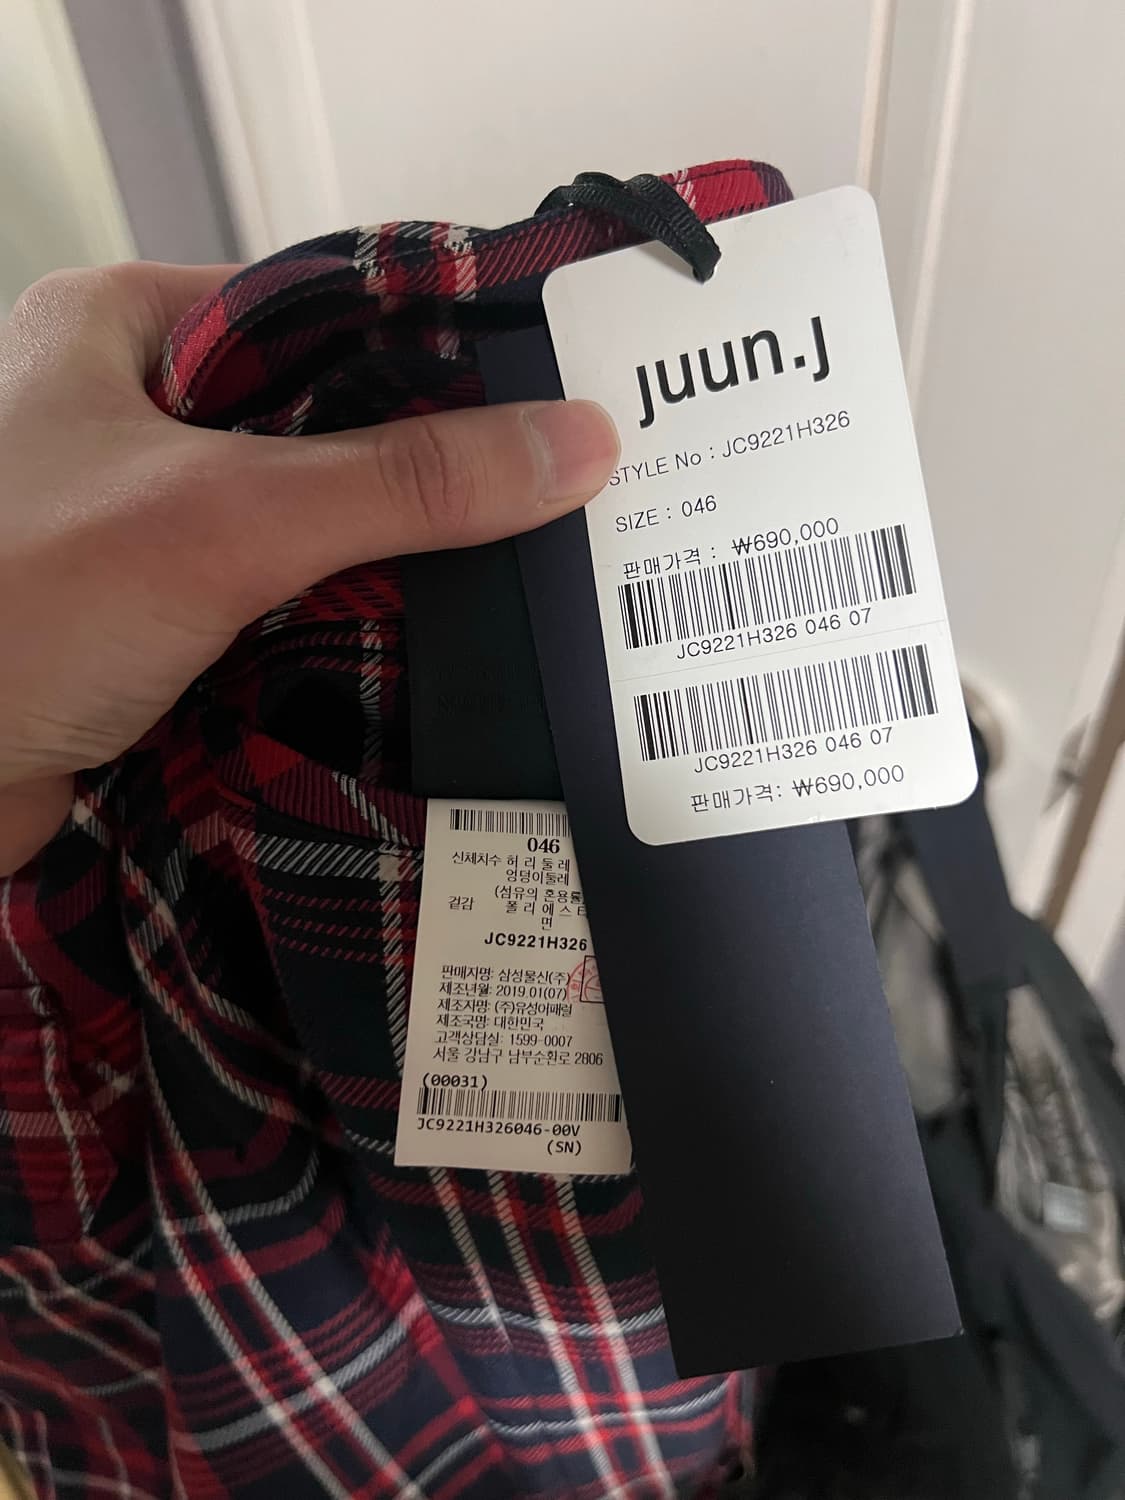 juun.j
STYLE No : JC9221H326
SIZE : 046
판매가격 : ₩690,000
JC9221H326 046 07
JC9221H326 046 07
판매가격: ₩690,000
046
신체치수 허리둘레
엉덩이둘레
(섬유의 혼용률
겉감 폴리에스테
면
JC9221H326
판매자명: 삼성물산(주)
제조년월: 2019.01(07)
제조자명: (주)유성어패럴
제조국명: 대한민국
고객상담실: 1599-0007
서울 강남구 남부순환로 2806
(00031)
JC9221H326046-00V
(SN)